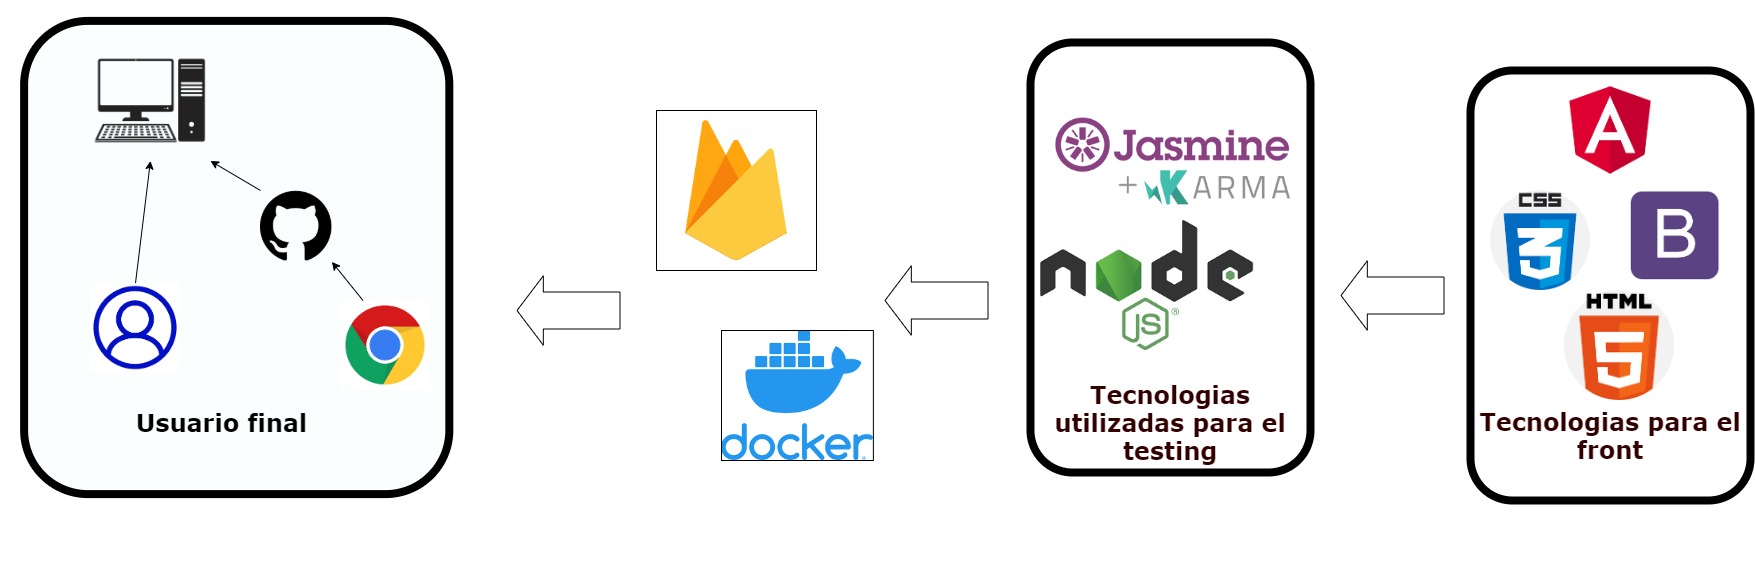 Usuario final
docker
Jasmine
+ KARMA
node
JS
®
Tecnologias
utilizadas para el
testing
A
CSS
3
B
HTML
5
Tecnologias para el
front